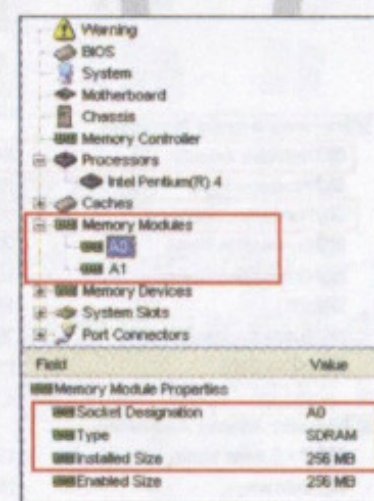 Warning
BIOS
System
Motherboard
Chassis
Memory Controller
Processors
Intel Pentium(R) 4
Caches
Memory Modules
A0
A1
Memory Devices
System Slots
Port Connectors
Field Value
Memory Module Properties
Socket Designation A0
Type SDRAM
Installed Size 256 MB
Enabled Size 256 MB